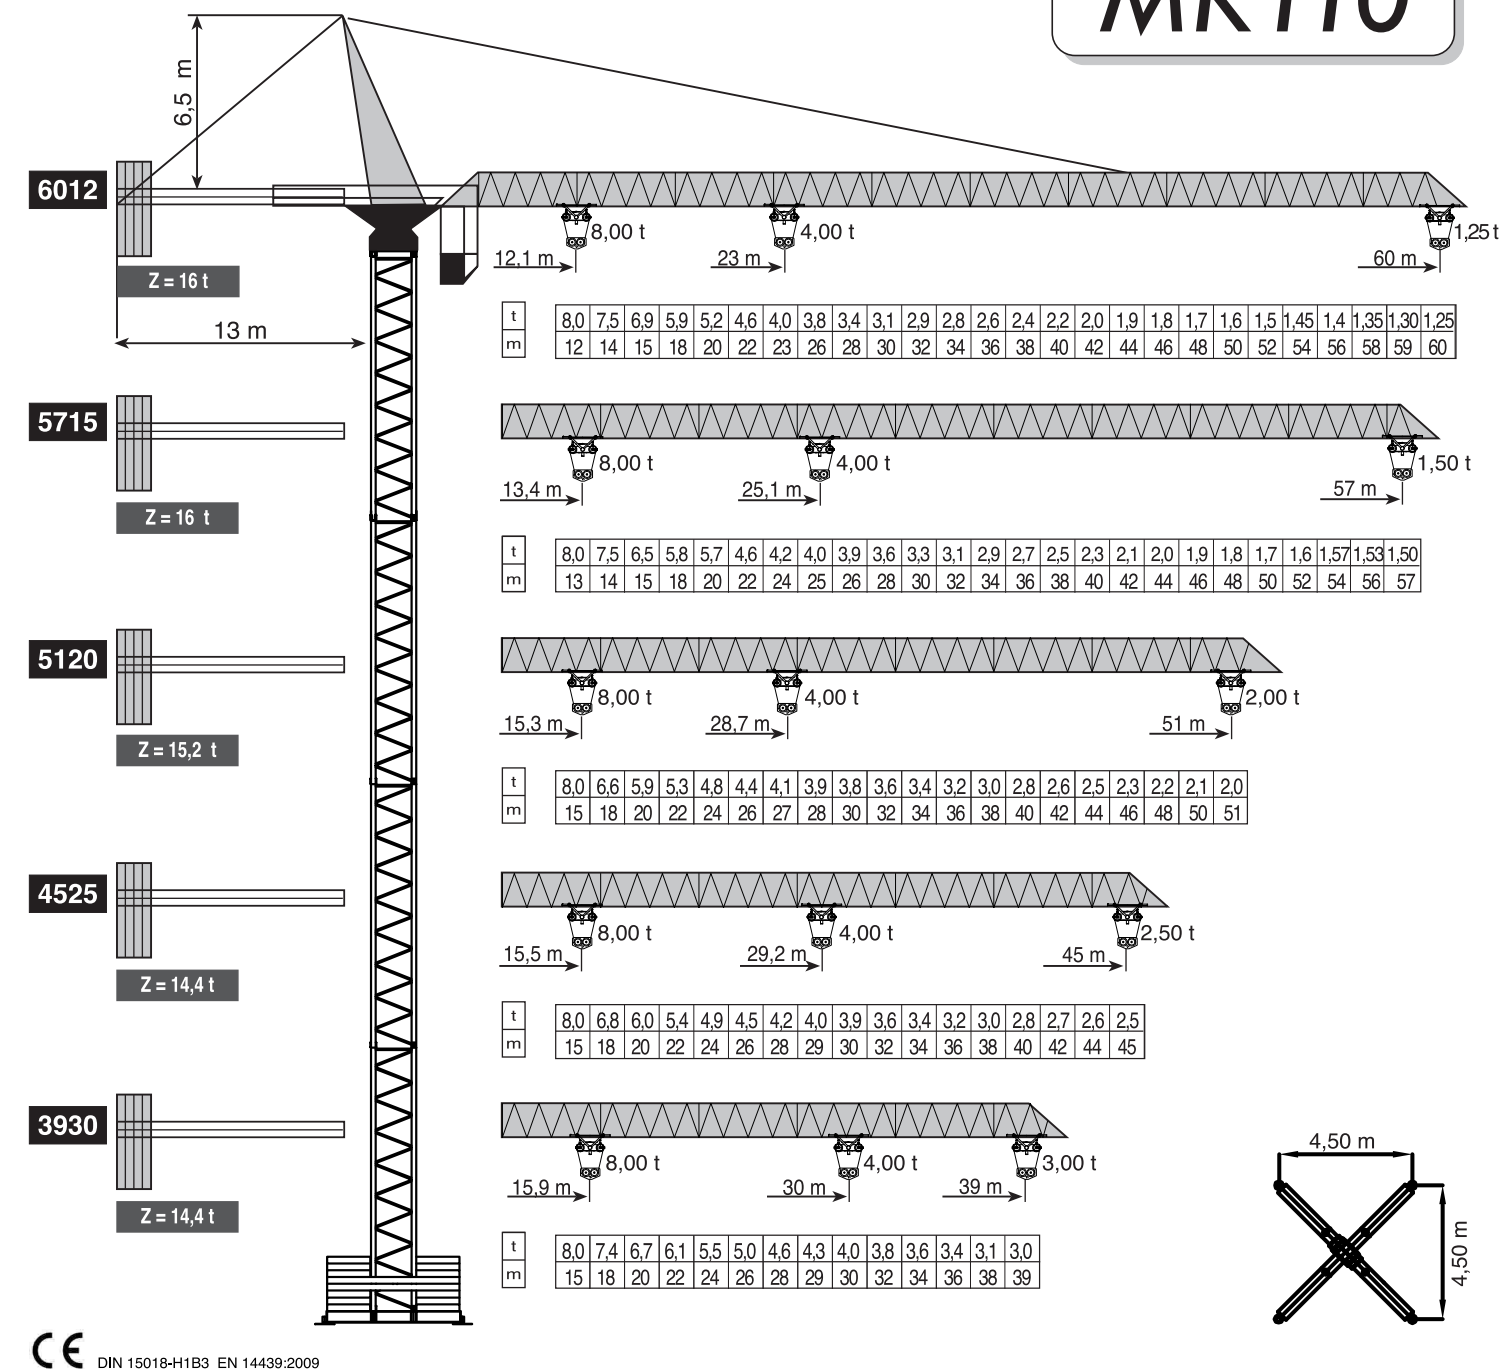 MK110
6,5 m
6012
8,00 t 4,00 t 1,25 t
12,1 m 23 m 60 m
Z = 16 t
13 m
t 8,0 7,5 6,9 5,9 5,2 4,6 4,0 3,8 3,4 3,1 2,9 2,8 2,6 2,4 2,2 2,0 1,9 1,8 1,7 1,6 1,5 1,45 1,4 1,35 1,30 1,25
m 12 14 15 18 20 22 23 26 28 30 32 34 36 38 40 42 44 46 48 50 52 54 56 58 59 60
5715
8,00 t 4,00 t 1,50 t
13,4 m 25,1 m 57 m
Z = 16 t
t 8,0 7,5 6,5 5,8 5,7 4,6 4,2 4,0 3,9 3,6 3,3 3,1 2,9 2,7 2,5 2,3 2,1 2,0 1,9 1,8 1,7 1,6 1,57 1,53 1,50
m 13 14 15 18 20 22 24 25 26 28 30 32 34 36 38 40 42 44 46 48 50 52 54 56 57
5120
8,00 t 4,00 t 2,00 t
15,3 m 28,7 m 51 m
Z = 15,2 t
t 8,0 6,6 5,9 5,3 4,8 4,4 4,1 3,9 3,8 3,6 3,4 3,2 3,0 2,8 2,6 2,5 2,3 2,2 2,1 2,0
m 15 18 20 22 24 26 27 28 30 32 34 36 38 40 42 44 46 48 50 51
4525
8,00 t 4,00 t 2,50 t
15,5 m 29,2 m 45 m
Z = 14,4 t
t 8,0 6,8 6,0 5,4 4,9 4,5 4,2 4,0 3,9 3,6 3,4 3,2 3,0 2,8 2,7 2,6 2,5
m 15 18 20 22 24 26 28 29 30 32 34 36 38 40 42 44 45
3930
8,00 t 4,00 t 3,00 t
15,9 m 30 m 39 m
Z = 14,4 t
t 8,0 7,4 6,7 6,1 5,5 5,0 4,6 4,3 4,0 3,8 3,6 3,4 3,1 3,0
m 15 18 20 22 24 26 28 29 30 32 34 36 38 39
4,50 m
4,50 m
CE DIN 15018-H1B3 EN 14439:2009